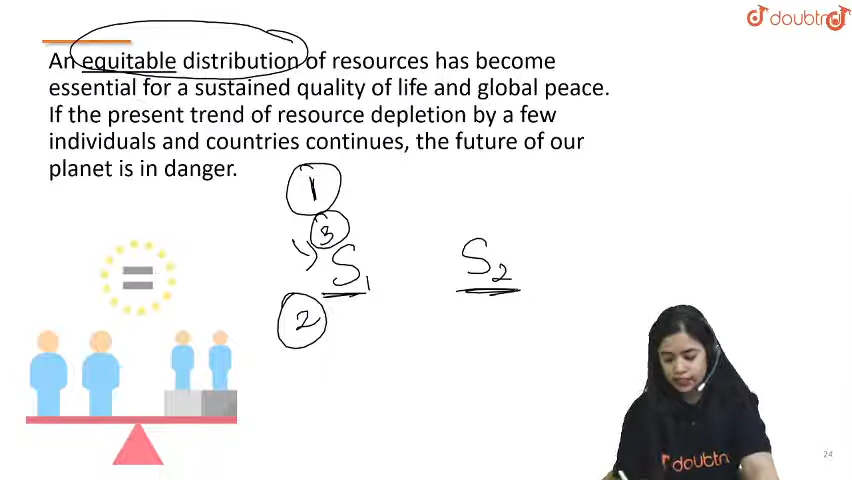 doubtnut
An equitable distribution of resources has become
essential for a sustained quality of life and global peace.
If the present trend of resource depletion by a few
individuals and countries continues, the future of our
planet is in danger.
1
3
S1
S2
2
=
doubtn
24